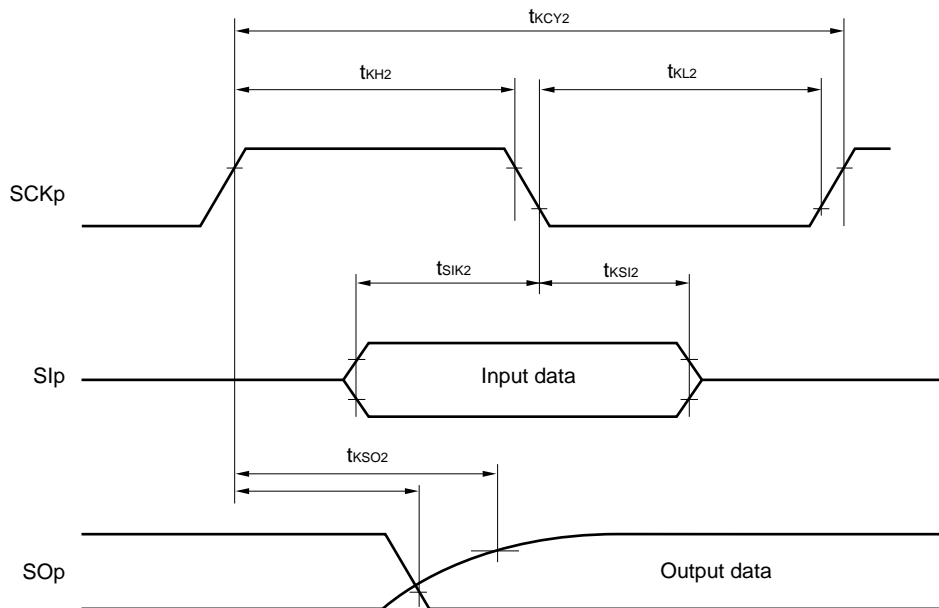 tKCY2
tKH2
tKL2
SCKp
tSIK2
tKSI2
SIp
Input data
tKSO2
SOp
Output data